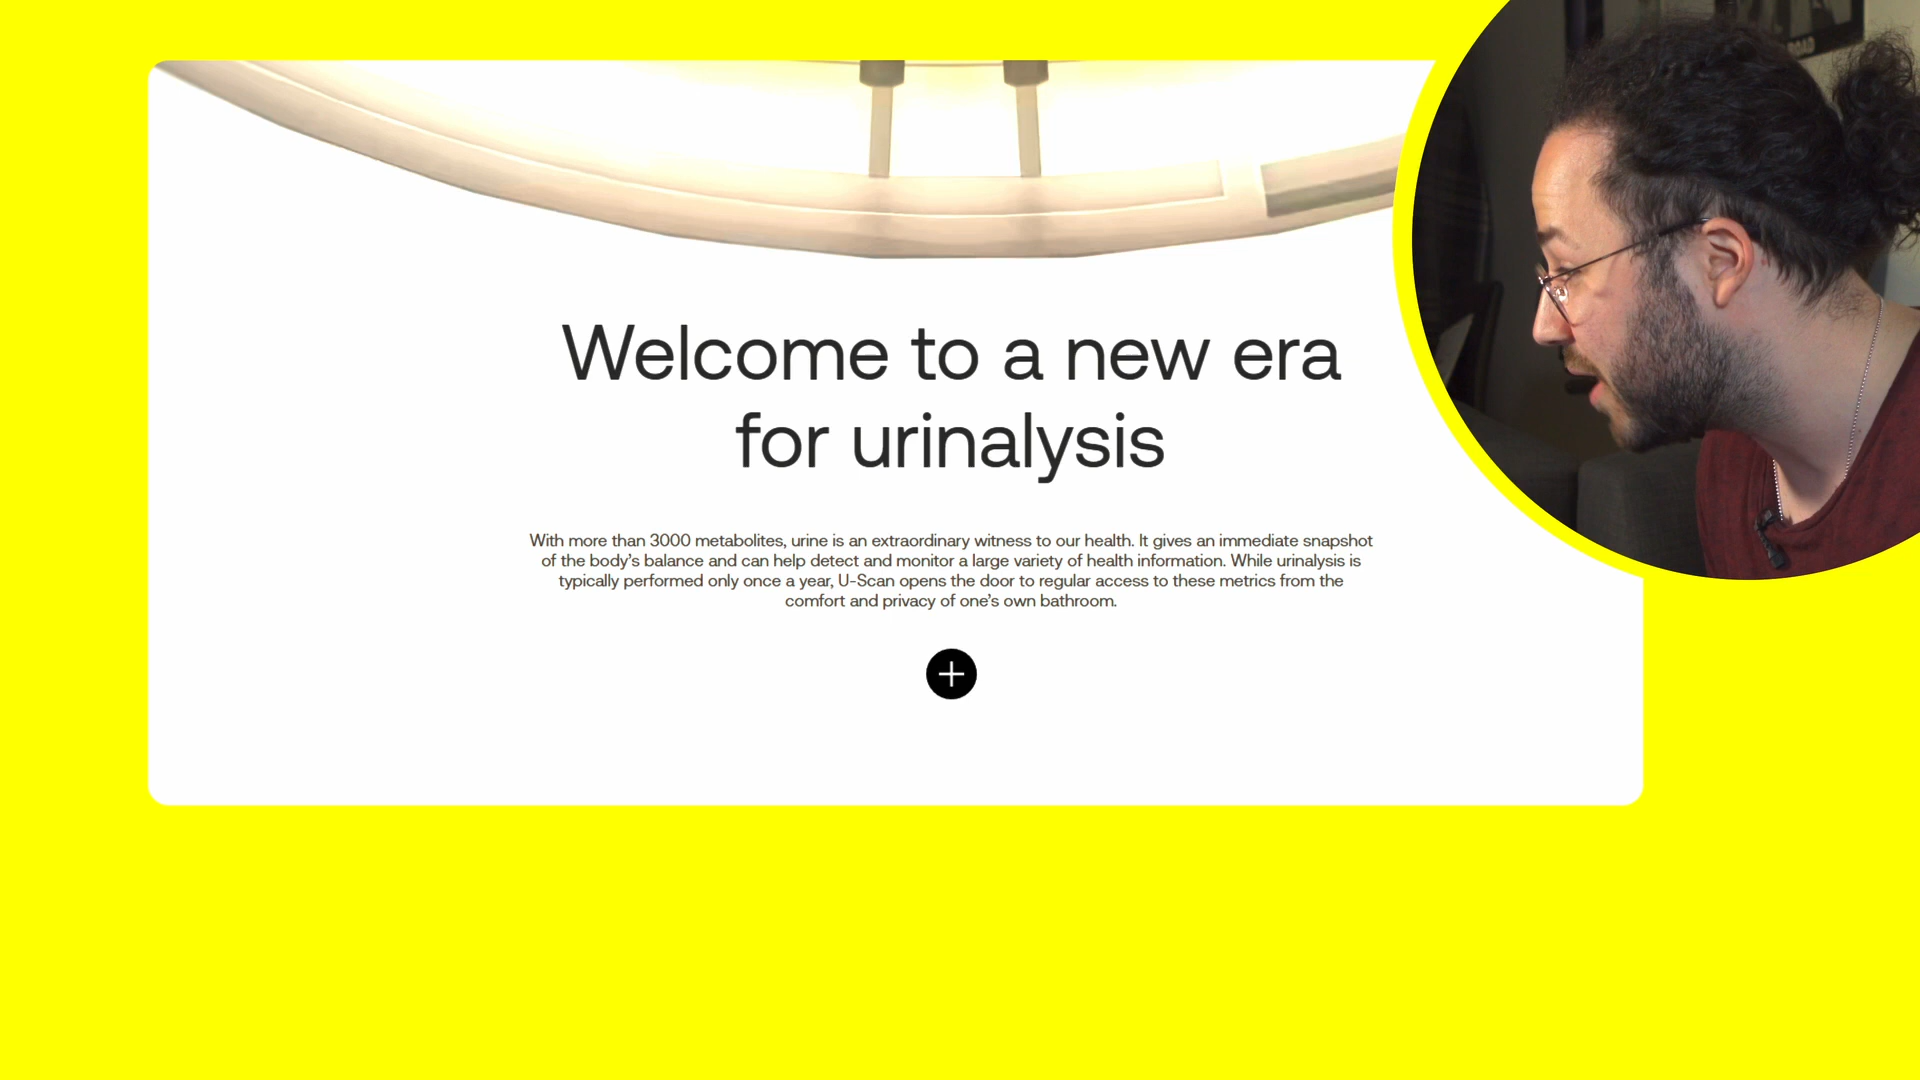 Welcome to a new era
for urinalysis
With more than 3000 metabolites, urine is an extraordinary witness to our health. It gives an immediate snapshot
of the body's balance and can help detect and monitor a large variety of health information. While urinalysis is
typically performed only once a year, U-Scan opens the door to regular access to these metrics from the
comfort and privacy of one's own bathroom.